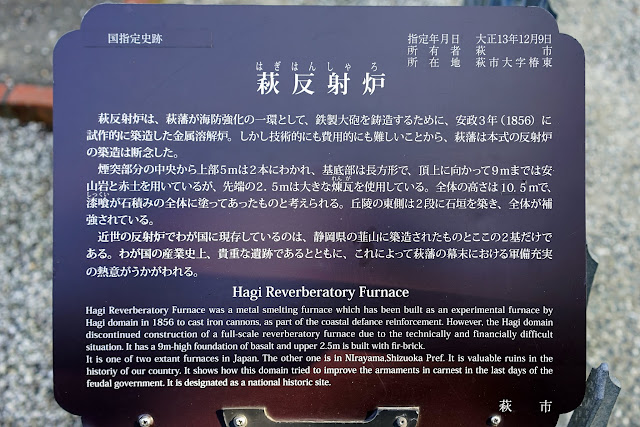 国指定史跡
指定年月日 大正13年12月9日
所有者 萩市
所在地 萩市大字椿東
はぎはんしゃろ
萩反射炉
萩反射炉は、萩藩が海防強化の一環として、鉄製大砲を鋳造するために、安政3年（1856）に
試作的に築造した金属溶解炉。しかし技術的にも費用的にも難しいことから、萩藩は本式の反射炉
の築造は断念した。
煙突部分の中央から上部5mは2本にわかれ、基底部は長方形で、頂上に向かって9mまでは安
山岩と赤土を用いているが、先端の2.5mは大きな煉瓦を使用している。全体の高さは10.5mで、
れんが
しっくい
漆喰が石積みの全体に塗ってあったものと考えられる。丘陵の東側は2段に石垣を築き、全体が補
強されている。
近世の反射炉でわが国に現存しているのは、静岡県の韮山に築造されたものとここの2基だけで
ある。わが国の産業史上、貴重な遺跡であるとともに、これによって萩藩の幕末における軍備充実
の熱意がうかがわれる。
Hagi Reverberatory Furnace
Hagi Reverberatory Furnace was a metal smelting furnace which has been built as an experimental furnace by
Hagi domain in 1856 to cast iron cannons, as part of the coastal defance reinforcement. However, the Hagi domain
discontinued construction of a full-scale reverberatory furnace due to the technically and financially difficult
situation. It has a 9m-high foundation of basalt and upper 2.5m is built with fir-brick.
It is one of two extant furnaces in Japan. The other one is in NIrayama,Shizuoka Pref. It is valuable ruins in the
historiy of our country. It shows how this domain tried to improve the armaments in carnest in the last days of the
feudal government. It is designated as a national historic site.
萩市